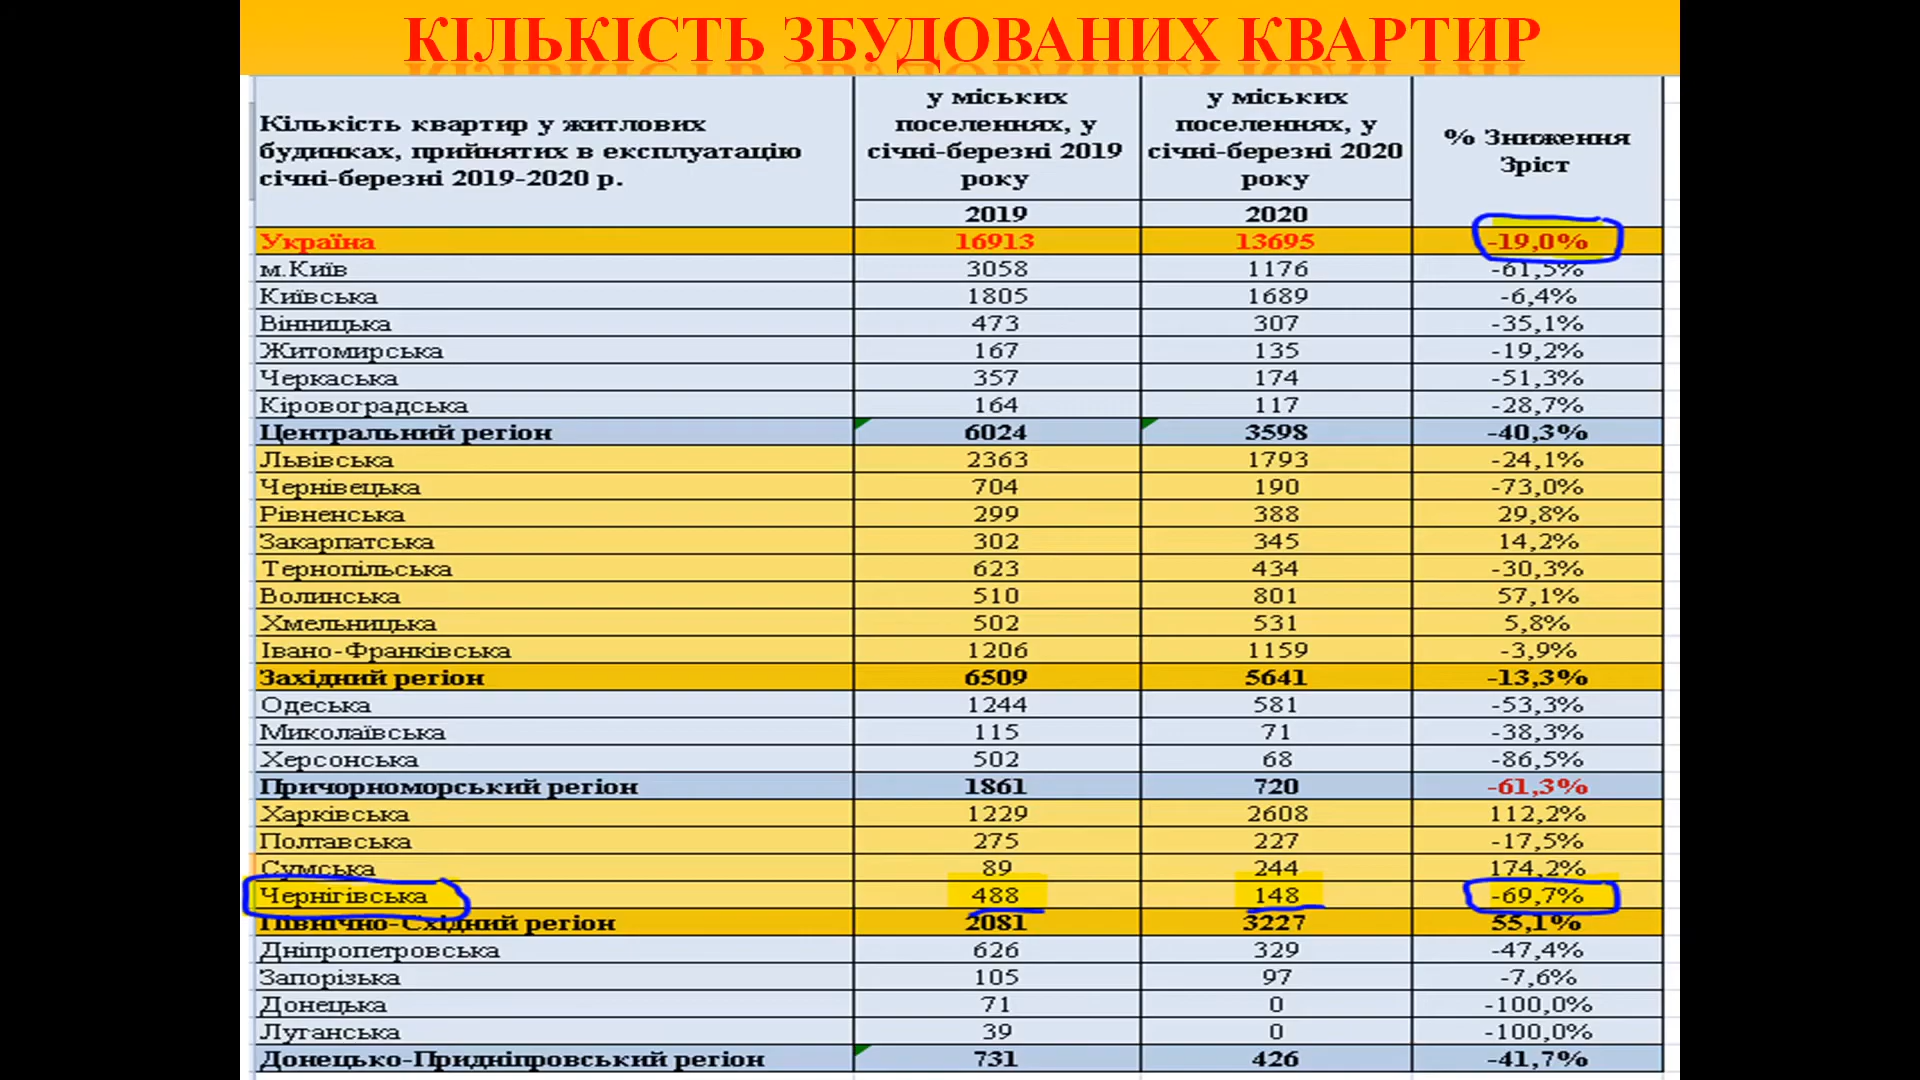 КІЛЬКІСТЬ ЗБУДОВАНИХ КВАРТИР
Кількість квартир у житлових
будинках, прийнятих в експлуатацію
січні-березні 2019-2020 р.
у міських
поселеннях, у
січні-березні 2019
року
у міських
поселеннях, у
січні-березні 2020
року
% Зниження
Зріст
2019 2020
Україна 16913 13695 -19,0%
м.Київ 3058 1176 -61,5%
Київська 1805 1689 -6,4%
Вінницька 473 307 -35,1%
Житомирська 167 135 -19,2%
Черкаська 357 174 -51,3%
Кіровоградська 164 117 -28,7%
Центральний регіон 6024 3598 -40,3%
Львівська 2363 1793 -24,1%
Чернівецька 704 190 -73,0%
Рівненська 299 388 29,8%
Закарпатська 302 345 14,2%
Тернопільська 623 434 -30,3%
Волинська 510 801 57,1%
Хмельницька 502 531 5,8%
Івано-Франківська 1206 1159 -3,9%
Західний регіон 6509 5641 -13,3%
Одеська 1244 581 -53,3%
Миколаївська 115 71 -38,3%
Херсонська 502 68 -86,5%
Причорноморський регіон 1861 720 -61,3%
Харківська 1229 2608 112,2%
Полтавська 275 227 -17,5%
Сумська 89 244 174,2%
Чернігівська 488 148 -69,7%
Північно-Східний регіон 2081 3227 55,1%
Дніпропетровська 626 329 -47,4%
Запорізька 105 97 -7,6%
Донецька 71 0 -100,0%
Луганська 39 0 -100,0%
Донецько-Придніпровський регіон 731 426 -41,7%